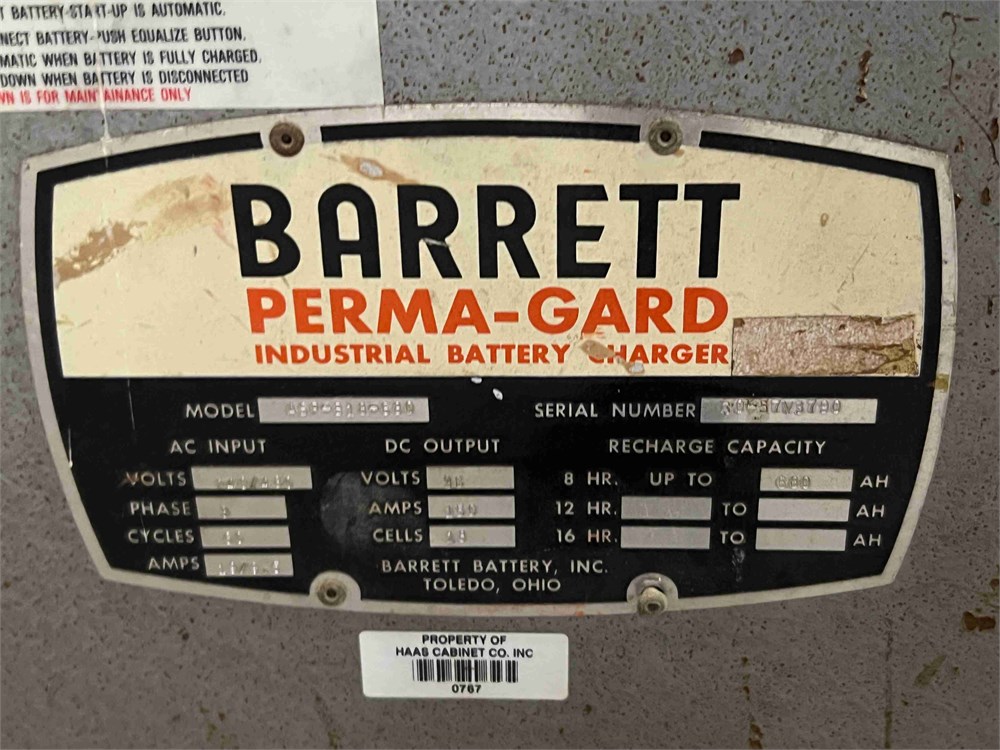 T BATTERY-START-UP IS AUTOMATIC.
NECT BATTERY-PUSH EQUALIZE BUTTON.
MATIC WHEN BATTERY IS FULLY CHARGED.
DOWN WHEN BATTERY IS DISCONNECTED
WN IS FOR MAINTAINANCE ONLY
BARRETT
PERMA-GARD
INDUSTRIAL BATTERY CHARGER
MODEL SERIAL NUMBER
AC INPUT DC OUTPUT RECHARGE CAPACITY
VOLTS VOLTS 8 HR. UP TO 680 AH
PHASE 3 AMPS 12 HR. TO AH
CYCLES CELLS 16 HR. TO AH
AMPS BARRETT BATTERY, INC.
TOLEDO, OHIO
PROPERTY OF
HAAS CABINET CO. INC
0767